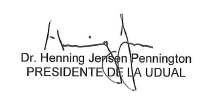 Dr. Henning Jensen Pennington
PRESIDENTE DE LA UDUAL